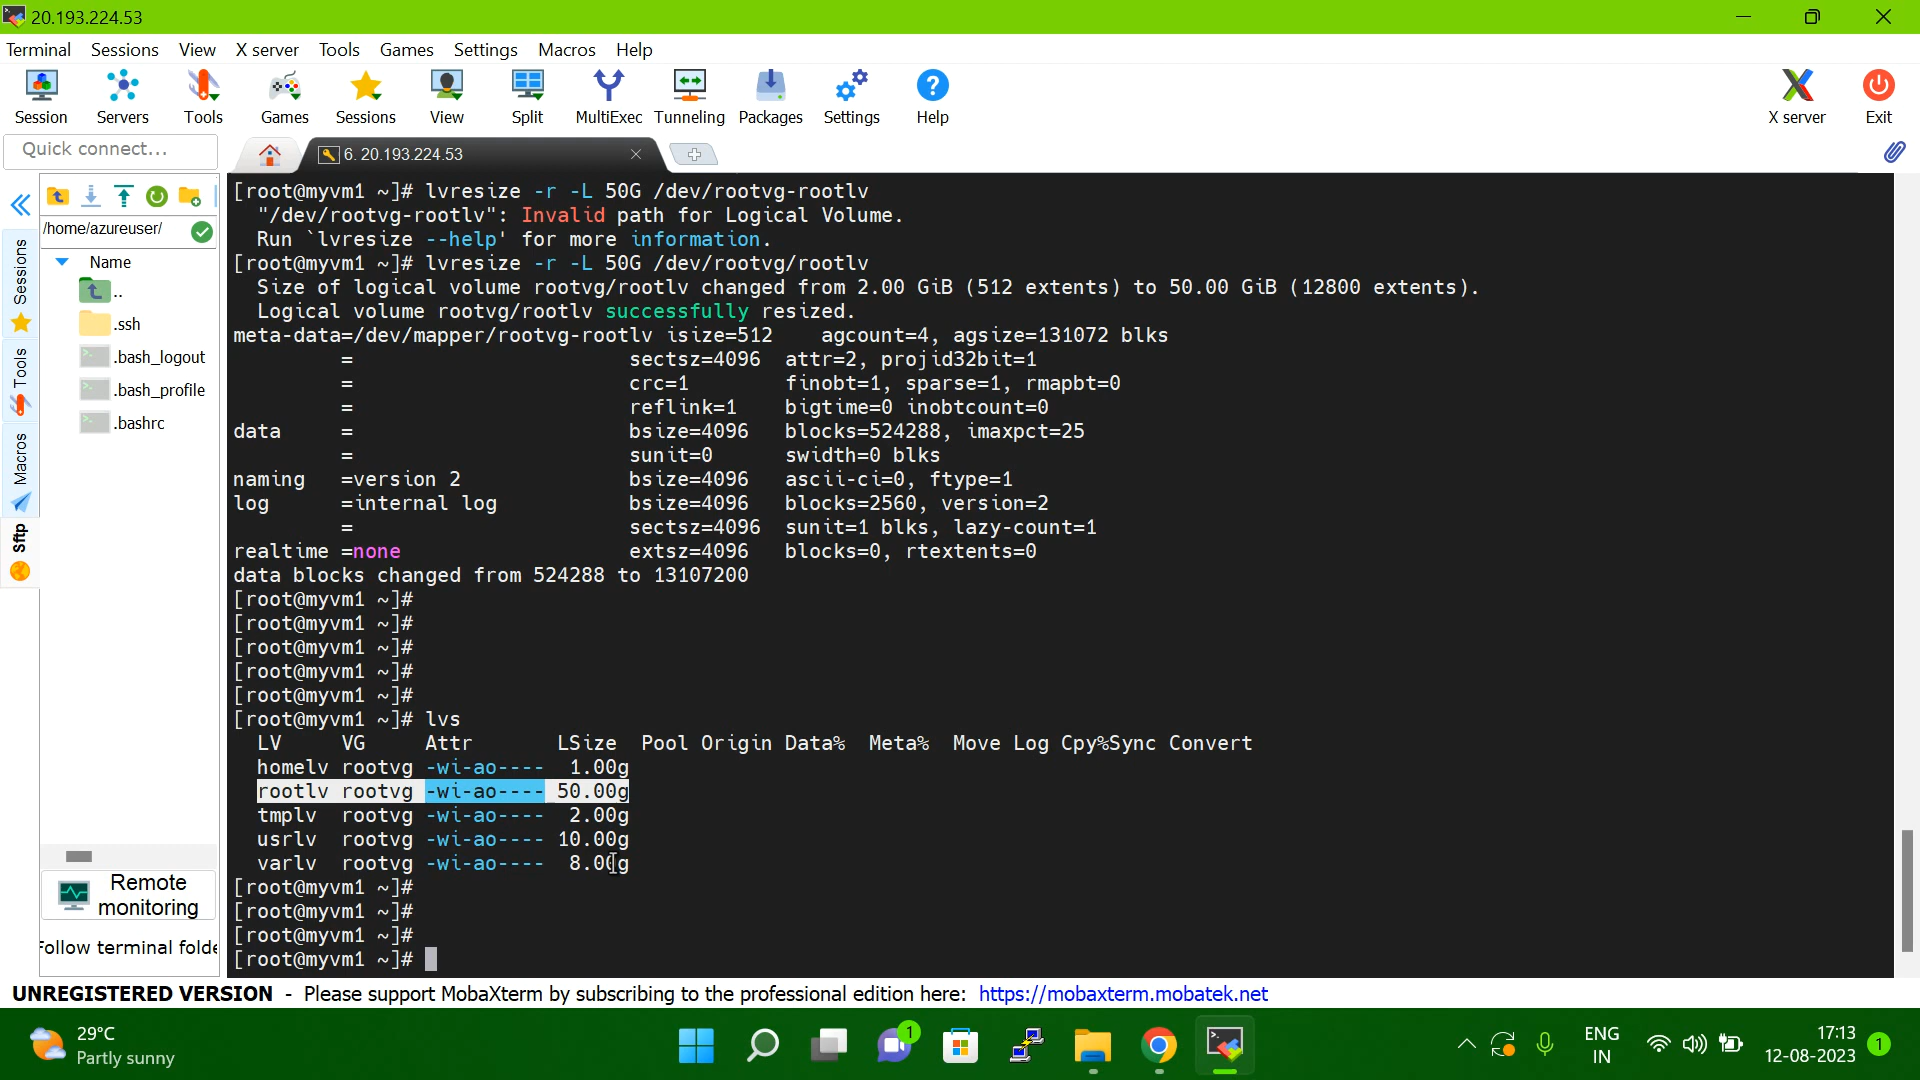 20.193.224.53
Terminal Sessions View X server Tools Games Settings Macros Help
Session Servers Tools Games Sessions View Split MultiExec Tunneling Packages Settings Help X server Exit
Quick connect...
6. 20.193.224.53
/home/azureuser/
Name
..
.ssh
.bash_logout
.bash_profile
.bashrc
Sessions
Tools
Macros
Sftp
Remote
monitoring
Follow terminal folde
[root@myvm1 ~]# lvresize -r -L 50G /dev/rootvg-rootlv
  "/dev/rootvg-rootlv": Invalid path for Logical Volume.
  Run `lvresize --help' for more information.
[root@myvm1 ~]# lvresize -r -L 50G /dev/rootvg/rootlv
  Size of logical volume rootvg/rootlv changed from 2.00 GiB (512 extents) to 50.00 GiB (12800 extents).
  Logical volume rootvg/rootlv successfully resized.
meta-data=/dev/mapper/rootvg-rootlv isize=512    agcount=4, agsize=131072 blks
         =                       sectsz=4096  attr=2, projid32bit=1
         =                       crc=1        finobt=1, sparse=1, rmapbt=0
         =                       reflink=1    bigtime=0 inobtcount=0
data     =                       bsize=4096   blocks=524288, imaxpct=25
         =                       sunit=0      swidth=0 blks
naming   =version 2              bsize=4096   ascii-ci=0, ftype=1
log      =internal log           bsize=4096   blocks=2560, version=2
         =                       sectsz=4096  sunit=1 blks, lazy-count=1
realtime =none                   extsz=4096   blocks=0, rtextents=0
data blocks changed from 524288 to 13107200
[root@myvm1 ~]#
[root@myvm1 ~]#
[root@myvm1 ~]#
[root@myvm1 ~]#
[root@myvm1 ~]#
[root@myvm1 ~]# lvs
  LV     VG     Attr       LSize  Pool Origin Data%  Meta%  Move Log Cpy%Sync Convert
  homelv rootvg -wi-ao----  1.00g
  rootlv rootvg -wi-ao---- 50.00g
  tmplv  rootvg -wi-ao----  2.00g
  usrlv  rootvg -wi-ao---- 10.00g
  varlv  rootvg -wi-ao----  8.00g
[root@myvm1 ~]#
[root@myvm1 ~]#
[root@myvm1 ~]#
[root@myvm1 ~]#
UNREGISTERED VERSION - Please support MobaXterm by subscribing to the professional edition here: https://mobaxterm.mobatek.net
29°C
Partly sunny
1
ENG
IN
17:13
12-08-2023
1